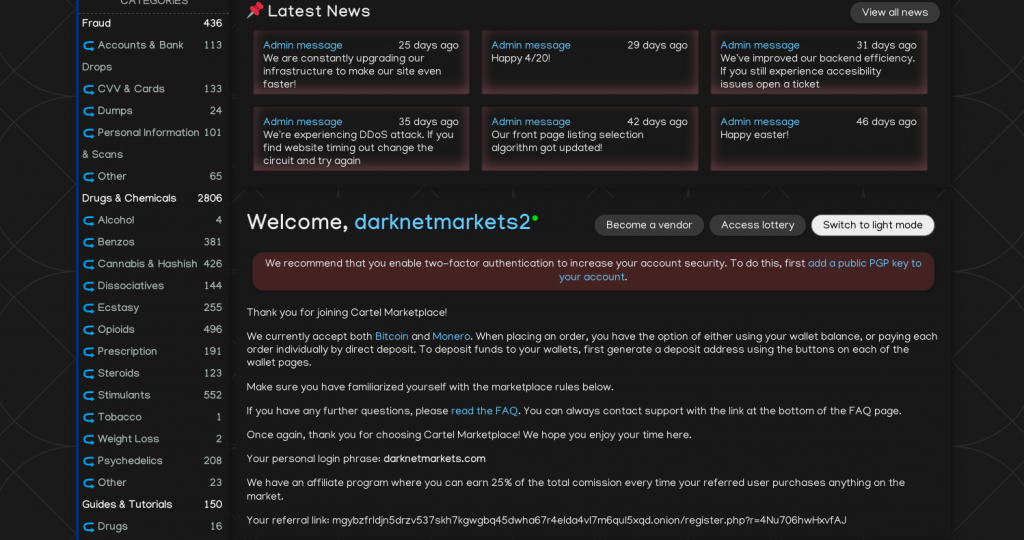 CATEGORIES
Fraud 436
Accounts & Bank 113
Drops
CVV & Cards 133
Dumps 24
Personal Information 101
& Scans
Other 65
Drugs & Chemicals 2806
Alcohol 4
Benzos 381
Cannabis & Hashish 426
Dissociatives 144
Ecstasy 255
Opioids 496
Prescription 191
Steroids 123
Stimulants 552
Tobacco 1
Weight Loss 2
Psychedelics 208
Other 23
Guides & Tutorials 150
Drugs 16
Latest News
View all news
Admin message 25 days ago
We are constantly upgrading our
infrastructure to make our site even
faster!
Admin message 29 days ago
Happy 4/20!
Admin message 31 days ago
We've improved our backend efficiency.
If you still experience accesibility
issues open a ticket
Admin message 35 days ago
We're experiencing DDoS attack. If you
find website timing out change the
circuit and try again
Admin message 42 days ago
Our front page listing selection
algorithm got updated!
Admin message 46 days ago
Happy easter!
Welcome, darknetmarkets2
Become a vendor
Access lottery
Switch to light mode
We recommend that you enable two-factor authentication to increase your account security. To do this, first add a public PGP key to
your account.
Thank you for joining Cartel Marketplace!
We currently accept both Bitcoin and Monero. When placing an order, you have the option of either using your wallet balance, or paying each
order individually by direct deposit. To deposit funds to your wallets, first generate a deposit address using the buttons on each of the
wallet pages.
Make sure you have familiarized yourself with the marketplace rules below.
If you have any further questions, please read the FAQ. You can always contact support with the link at the bottom of the FAQ page.
Once again, thank you for choosing Cartel Marketplace! We hope you enjoy your time here.
Your personal login phrase: darknetmarkets.com
We have an affiliate program where you can earn 25% of the total comission every time your referred user purchases anything on the
market.
Your referral link: mgybzfrldjn5drzv537skh7kgwgbq45dwha67r4elda4vl7m6qul5xqd.onion/register.php?r=4Nu706hwHxvfAJ